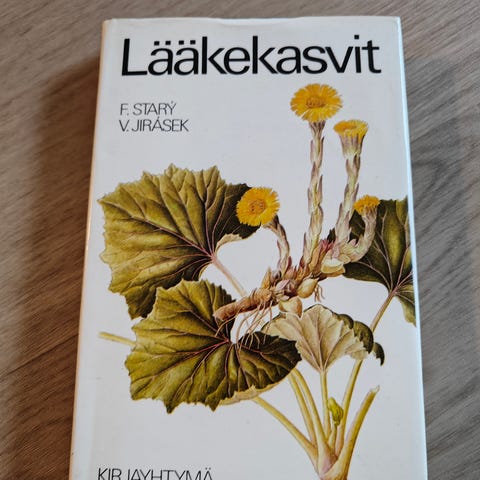 Lääkekasvit
F. STARÝ
V. JIRÁSEK
KIRJAYHTYMÄ